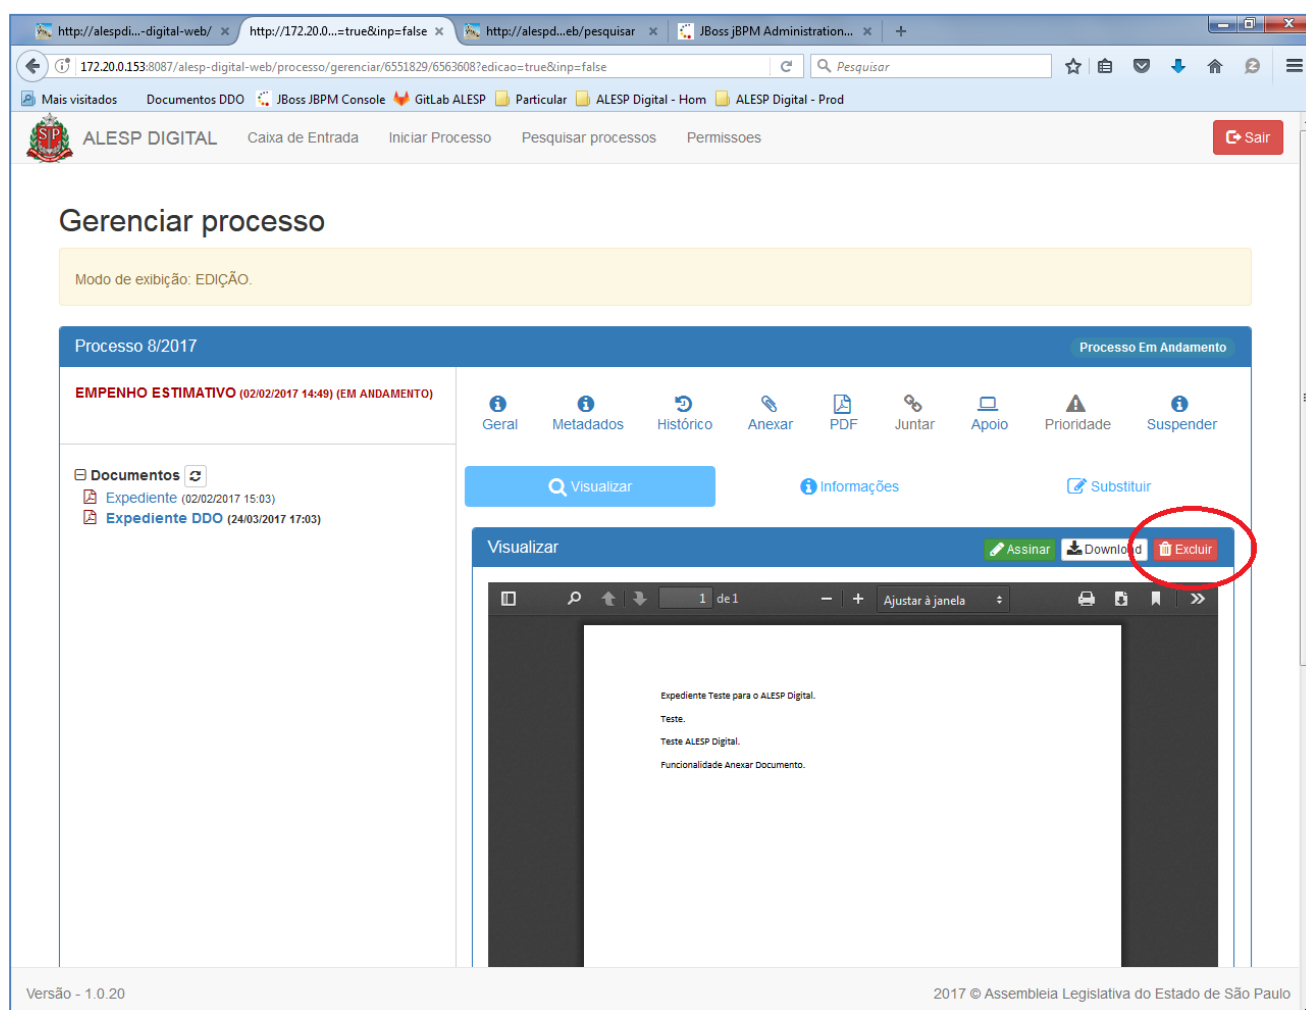 http://alespdi...-digital-web/ × http://172.20.0...=true&inp=false × http://alespd...eb/pesquisar × JBoss jBPM Administration... × +
172.20.0.153:8087/alesp-digital-web/processo/gerenciar/6551829/6563608?edicao=true&inp=false Pesquisar
Mais visitados Documentos DDO JBoss JBPM Console GitLab ALESP Particular ALESP Digital - Hom ALESP Digital - Prod
ALESP DIGITAL Caixa de Entrada Iniciar Processo Pesquisar processos Permissoes Sair
Gerenciar processo
Modo de exibição: EDIÇÃO.
Processo 8/2017 Processo Em Andamento
EMPENHO ESTIMATIVO (02/02/2017 14:49) (EM ANDAMENTO)
Geral Metadados Histórico Anexar PDF Juntar Apoio Prioridade Suspender
Documentos
Expediente (02/02/2017 15:03)
Expediente DDO (24/03/2017 17:03)
Visualizar Informações Substituir
Visualizar Assinar Download Excluir
1 de 1 Ajustar à janela
Expediente Teste para o ALESP Digital.
Teste.
Teste ALESP Digital.
Funcionalidade Anexar Documento.
Versão - 1.0.20 2017 © Assembleia Legislativa do Estado de São Paulo